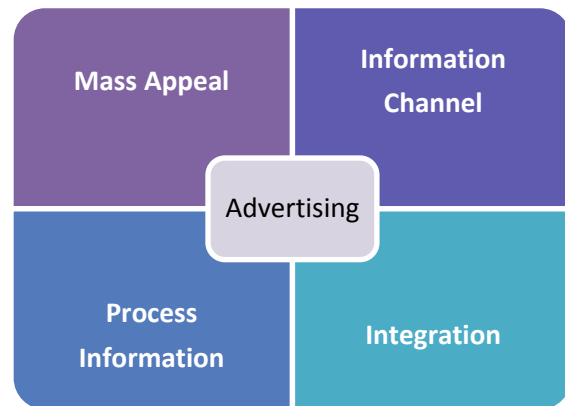 Mass Appeal
Information
Channel
Advertising
Process
Information
Integration